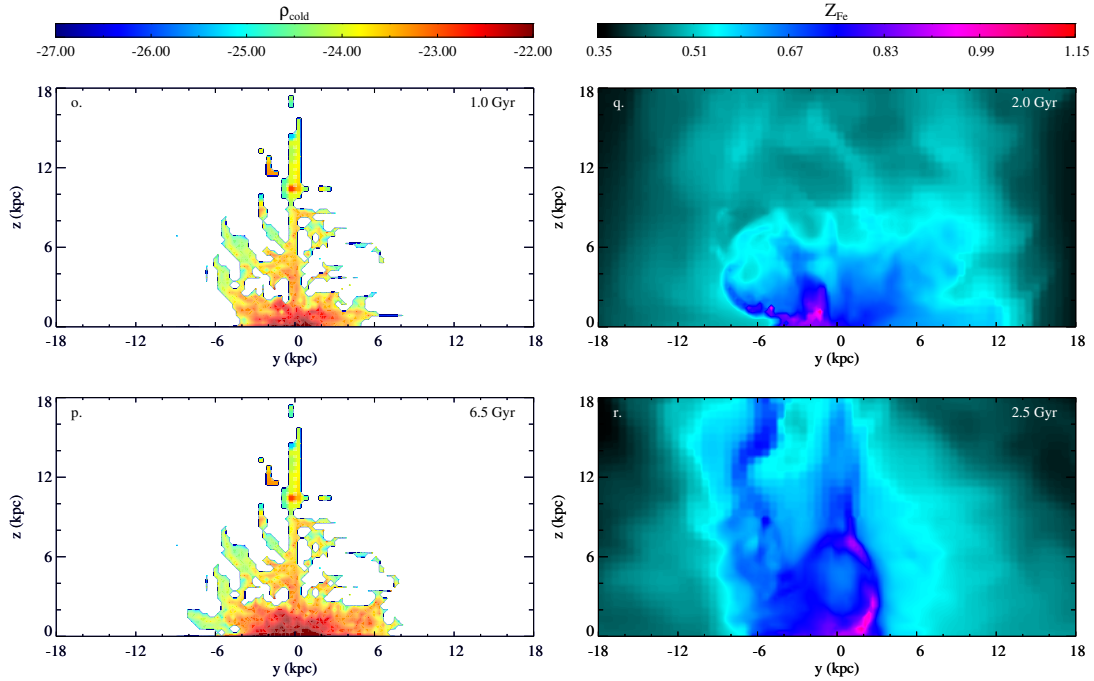 ρcold
-27.00 -26.00 -25.00 -24.00 -23.00 -22.00
ZFe
0.35 0.51 0.67 0.83 0.99 1.15
o. 1.0 Gyr
18
12
6
0
z (kpc)
-18 -12 -6 0 6 12 18
y (kpc)
q. 2.0 Gyr
18
12
6
0
z (kpc)
-18 -12 -6 0 6 12 18
y (kpc)
p. 6.5 Gyr
18
12
6
0
z (kpc)
-18 -12 -6 0 6 12 18
y (kpc)
r. 2.5 Gyr
18
12
6
0
z (kpc)
-18 -12 -6 0 6 12 18
y (kpc)